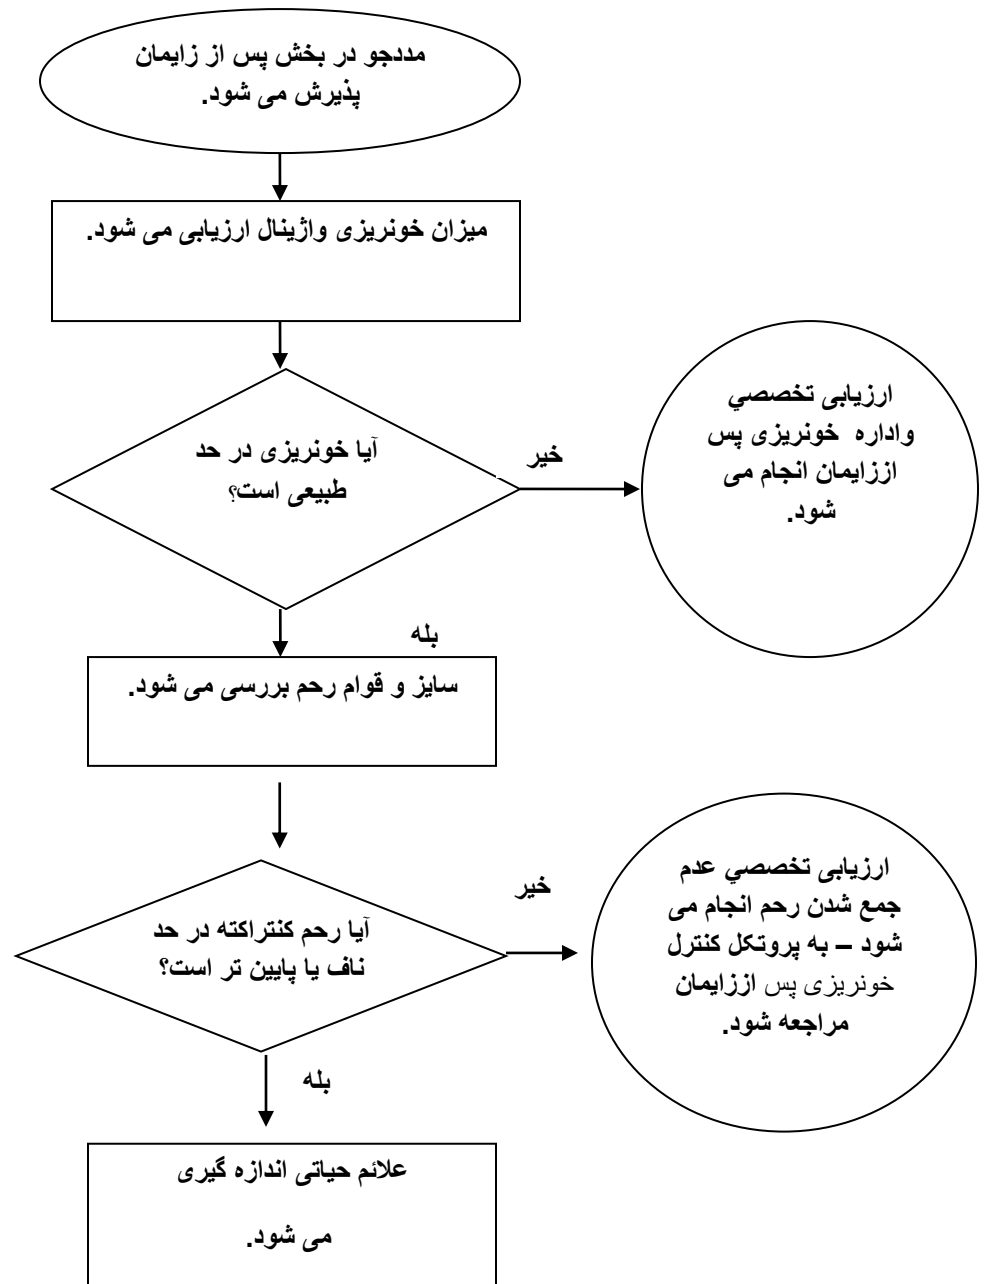 مددجو در بخش پس از زایمان
پذیرش می شود.
میزان خونریزی واژینال ارزیابی می شود.
آیا خونریزی در حد
طبیعی است؟
خیر
ارزیابی تخصصي
واداره خونریزی پس
اززایمان انجام می
شود.
بله
سایز و قوام رحم بررسی می شود.
آیا رحم کنتراکته در حد
ناف یا پایین تر است؟
خیر
ارزیابی تخصصي عدم
جمع شدن رحم انجام می
شود – به پروتکل کنترل
خونریزی پس اززایمان
مراجعه شود.
بله
علائم حیاتی اندازه گیری
می شود.